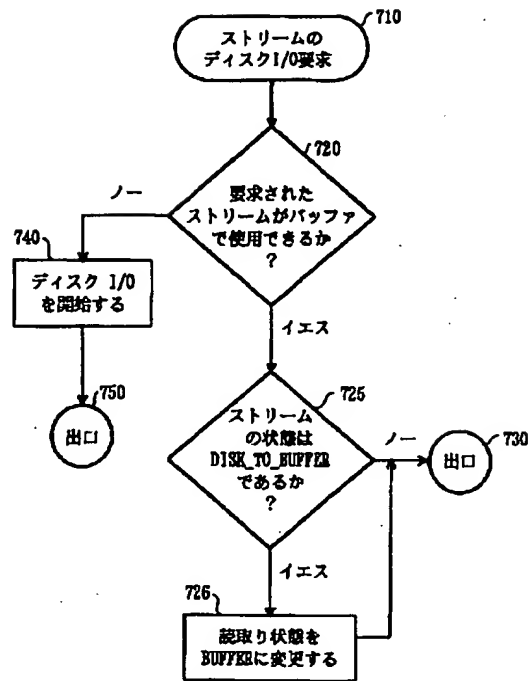 710
ストリームの
ディスクI/O要求
720
要求された
ストリームがバッファ
で使用できるか
?
ノー
740
ディスク I/O
を開始する
イエス
750
出口
725
ストリーム
の状態は
DISK_TO_BUFFER
であるか
?
ノー
730
出口
イエス
726
読取り状態を
BUFFERに変更する